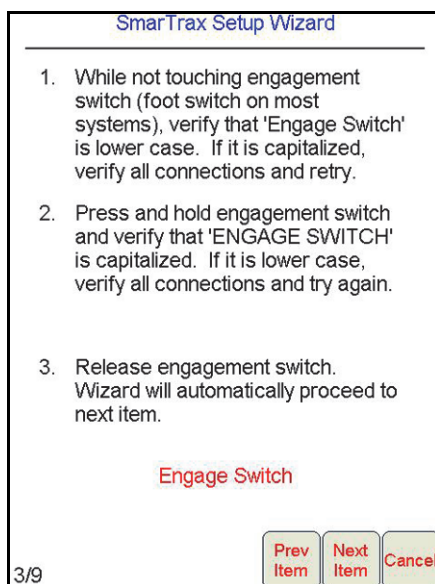 SmarTrax Setup Wizard
1. While not touching engagement
switch (foot switch on most
systems), verify that 'Engage Switch'
is lower case. If it is capitalized,
verify all connections and retry.
2. Press and hold engagement switch
and verify that 'ENGAGE SWITCH'
is capitalized. If it is lower case,
verify all connections and try again.
3. Release engagement switch.
Wizard will automatically proceed to
next item.
Engage Switch
3/9
Prev
Item
Next
Item
Cancel